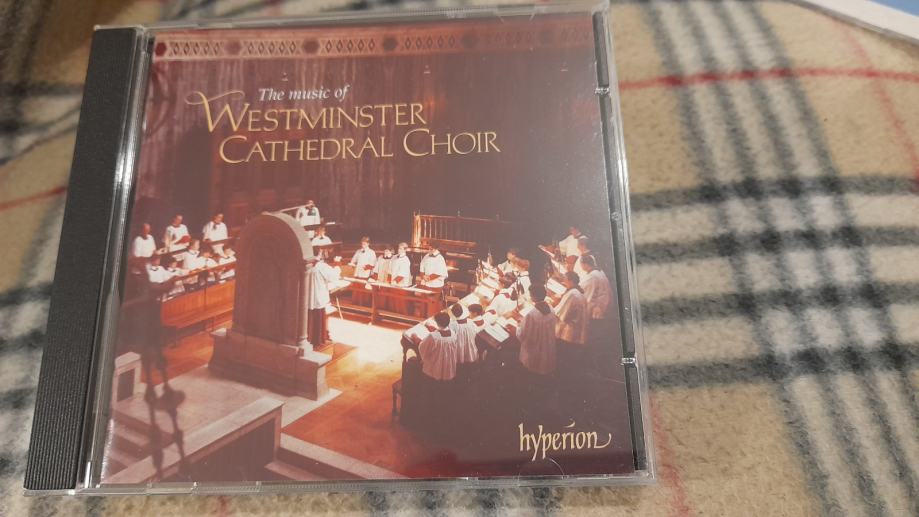 The music of
WESTMINSTER
CATHEDRAL CHOIR
hyperion